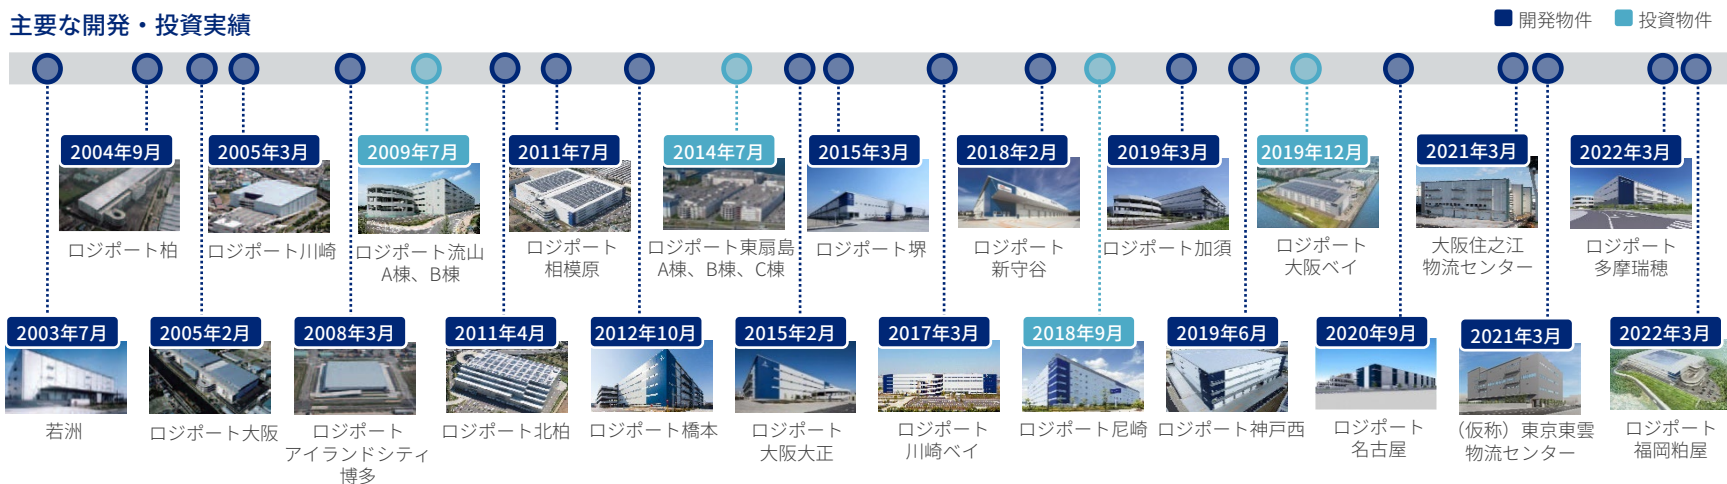 主要な開発・投資実績
開発物件
投資物件
2004年9月
ロジポート柏
2005年3月
ロジポート川崎
2009年7月
ロジポート流山
A棟、B棟
2011年7月
ロジポート
相模原
2014年7月
ロジポート東扇島
A棟、B棟、C棟
2015年3月
ロジポート堺
2018年2月
ロジポート
新守谷
2019年3月
ロジポート加須
2019年12月
ロジポート
大阪ベイ
2021年3月
大阪住之江
物流センター
2022年3月
ロジポート
多摩瑞穂
2003年7月
若洲
2005年2月
ロジポート大阪
2008年3月
ロジポート
アイランドシティ
博多
2011年4月
ロジポート北柏
2012年10月
ロジポート橋本
2015年2月
ロジポート
大阪大正
2017年3月
ロジポート
川崎ベイ
2018年9月
ロジポート尼崎
2019年6月
ロジポート神戸西
2020年9月
ロジポート
名古屋
2021年3月
（仮称）東京東雲
物流センター
2022年3月
ロジポート
福岡粕屋